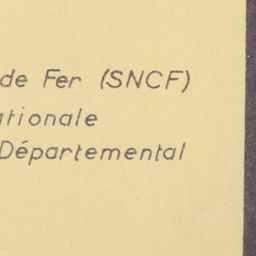 de Fer (SNCF)
ationale
Départemental